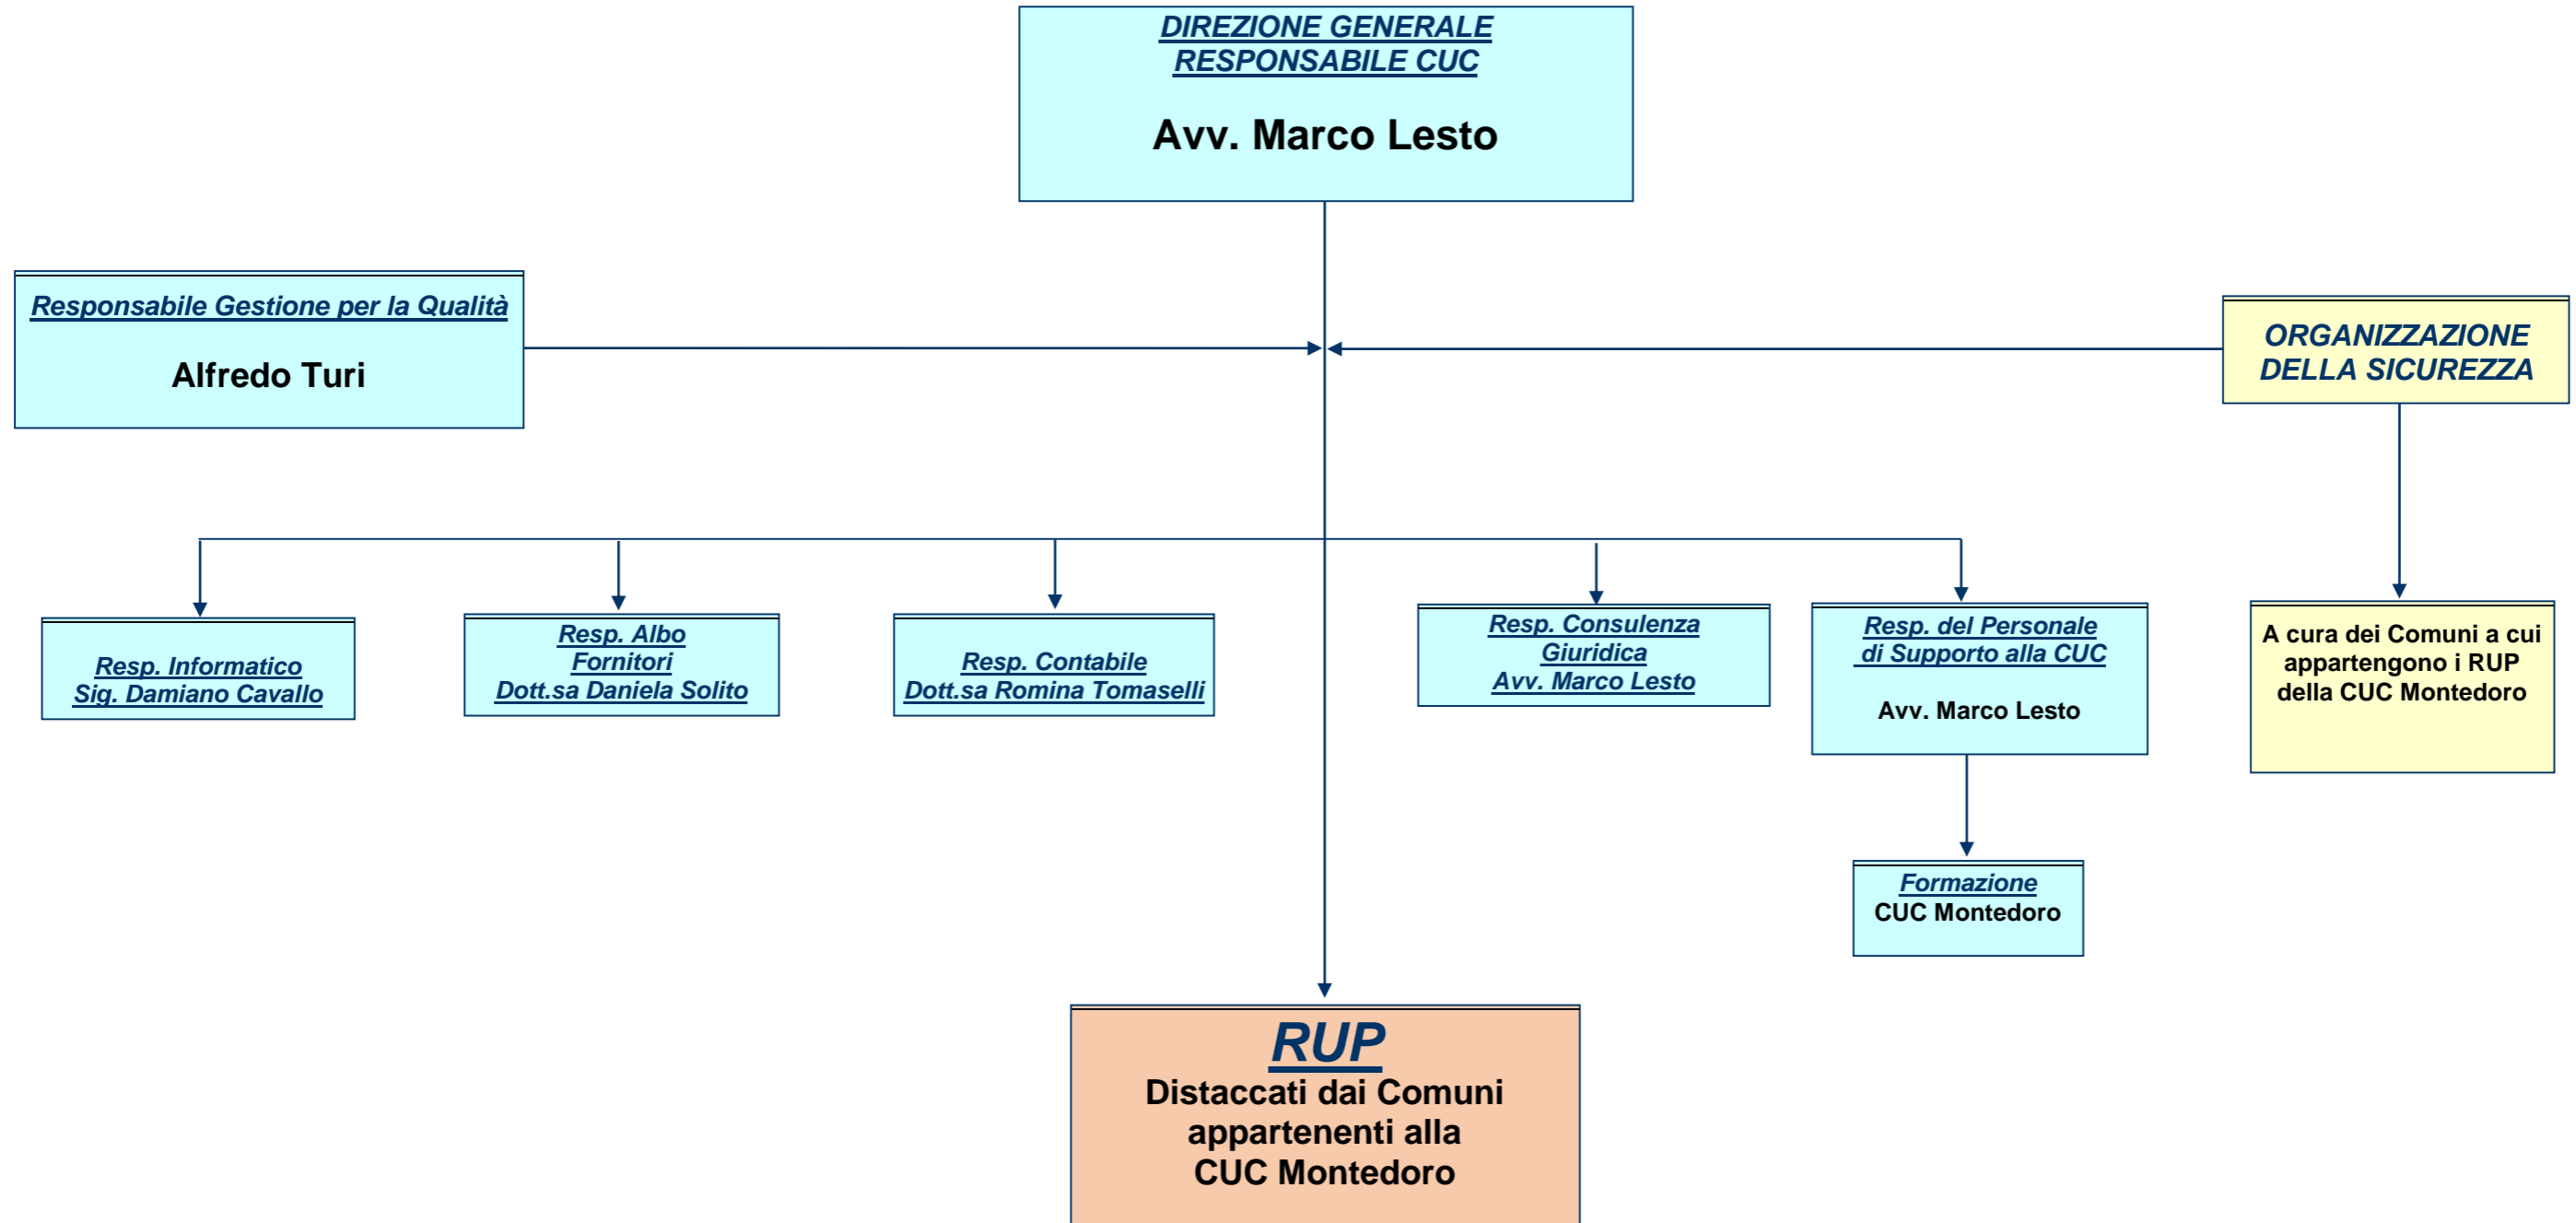 DIREZIONE GENERALE
RESPONSABILE CUC
Avv. Marco Lesto
Responsabile Gestione per la Qualità
Alfredo Turi
ORGANIZZAZIONE
DELLA SICUREZZA
Resp. Informatico
Sig. Damiano Cavallo
Resp. Albo
Fornitori
Dott.sa Daniela Solito
Resp. Contabile
Dott.sa Romina Tomaselli
Resp. Consulenza
Giuridica
Avv. Marco Lesto
Resp. del Personale
di Supporto alla CUC
Avv. Marco Lesto
A cura dei Comuni a cui
appartengono i RUP
della CUC Montedoro
Formazione
CUC Montedoro
RUP
Distaccati dai Comuni
appartenenti alla
CUC Montedoro